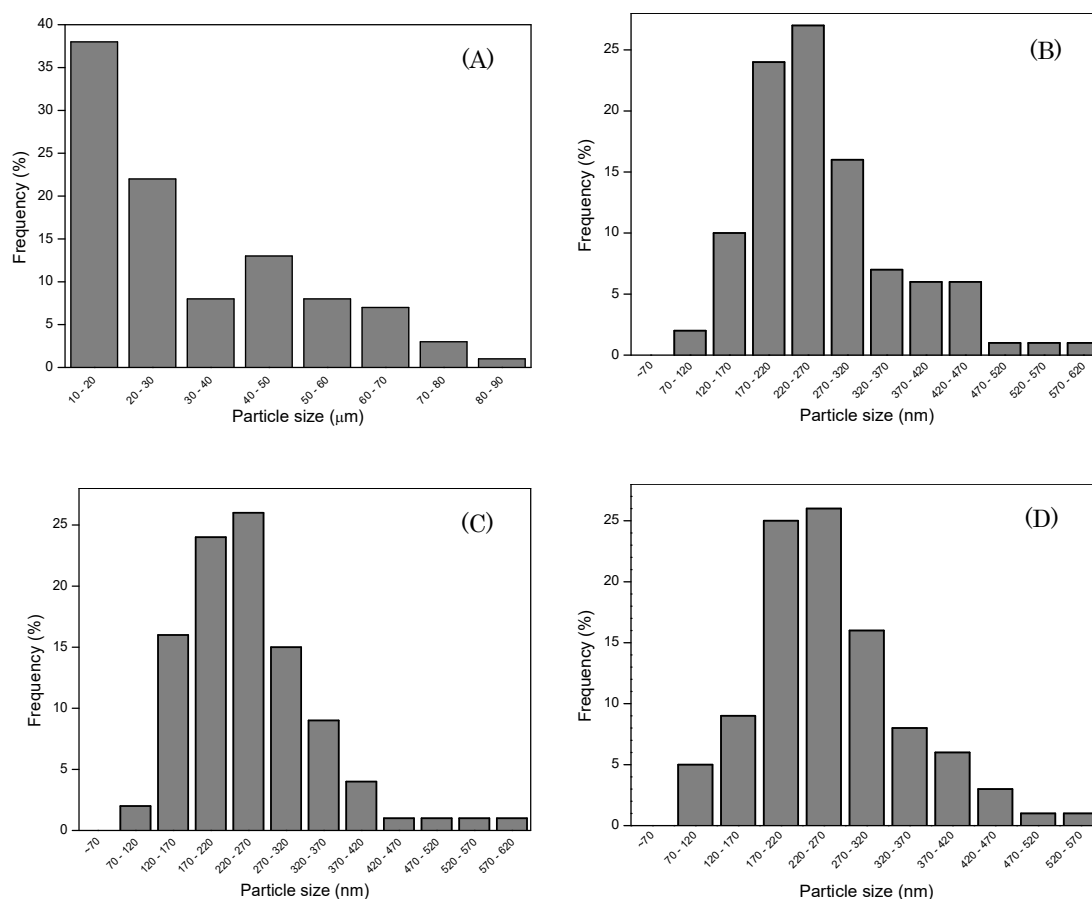 (A)
Frequency (%)
40
35
30
25
20
15
10
5
0
10 - 20
20 - 30
30 - 40
40 - 50
50 - 60
60 - 70
70 - 80
80 - 90
Particle size (μm)
(B)
Frequency (%)
25
20
15
10
5
0
~70
70 - 120
120 - 170
170 - 220
220 - 270
270 - 320
320 - 370
370 - 420
420 - 470
470 - 520
520 - 570
570 - 620
Particle size (nm)
(C)
Frequency (%)
25
20
15
10
5
0
~70
70 - 120
120 - 170
170 - 220
220 - 270
270 - 320
320 - 370
370 - 420
420 - 470
470 - 520
520 - 570
570 - 620
Particle size (nm)
(D)
Frequency (%)
25
20
15
10
5
0
~70
70 - 120
120 - 170
170 - 220
220 - 270
270 - 320
320 - 370
370 - 420
420 - 470
470 - 520
520 - 570
Particle size (nm)